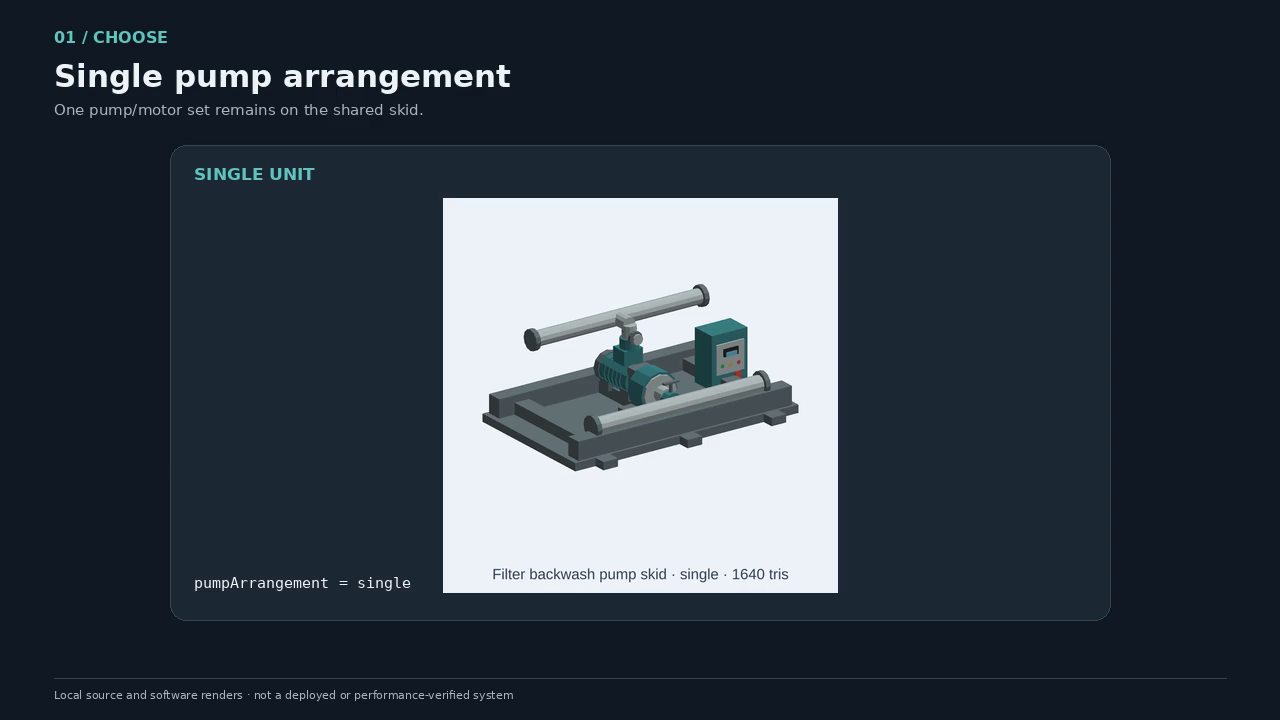 01 / CHOOSE
Single pump arrangement
One pump/motor set remains on the shared skid.
SINGLE UNIT
Filter backwash pump skid · single · 1640 tris
pumpArrangement = single
Local source and software renders · not a deployed or performance-verified system